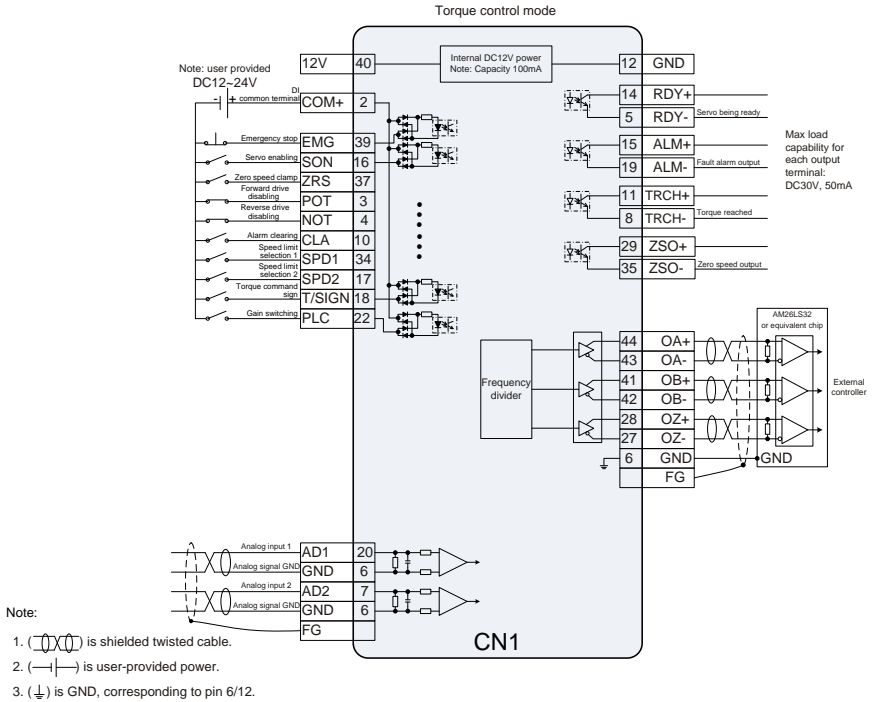 Torque control mode
Note: user provided
DC12~24V
- +
DI
common terminal
12V 40
COM+ 2
Emergency stop EMG 39
Servo enabling SON 16
Zero speed clamp ZRS 37
Forward drive
disabling POT 3
Reverse drive
disabling NOT 4
Alarm clearing CLA 10
Speed limit
selection 1 SPD1 34
Speed limit
selection 2 SPD2 17
Torque command
sign T/SIGN 18
Gain switching PLC 22
Internal DC12V power
Note: Capacity 100mA
12 GND
14 RDY+
5 RDY- Servo being ready
15 ALM+
19 ALM- Fault alarm output
11 TRCH+
8 TRCH- Torque reached
29 ZSO+
35 ZSO- Zero speed output
Max load
capability for
each output
terminal:
DC30V, 50mA
Frequency
divider
44 OA+
43 OA-
41 OB+
42 OB-
28 OZ+
27 OZ-
6 GND
FG
AM26LS32
or equivalent chip
GND
External
controller
Analog input 1 AD1 20
Analog signal GND GND 6
Analog input 2 AD2 7
Analog signal GND GND 6
FG
CN1
Note:
1. ( ) is shielded twisted cable.
2. ( ) is user-provided power.
3. ( ) is GND, corresponding to pin 6/12.